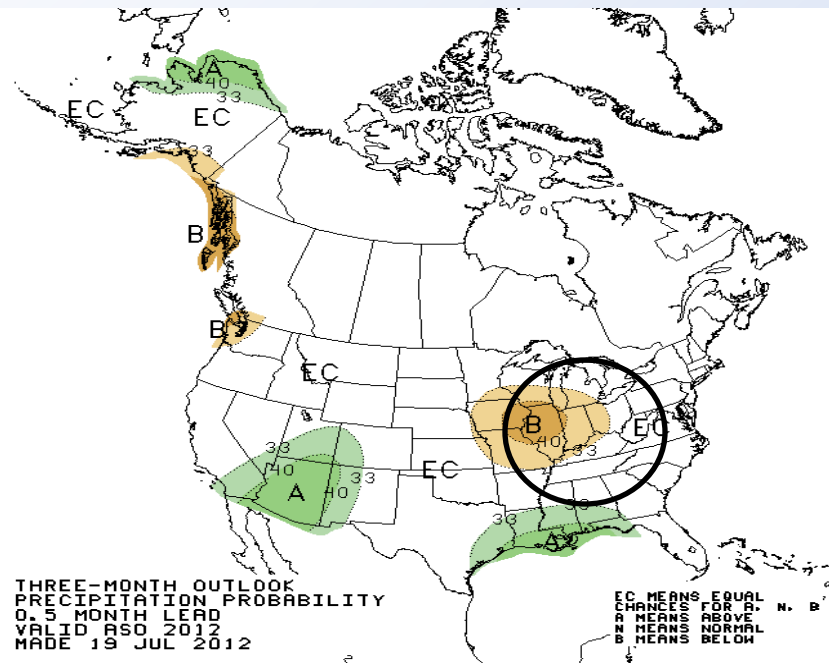 A
40
33
EC
EC
33
B
B
EC
B
40
EC
33
33
40
EC
33
A
40
33
33
A
THREE-MONTH OUTLOOK
PRECIPITATION PROBABILITY
0.5 MONTH LEAD
VALID ASO 2012
MADE 19 JUL 2012
EC MEANS EQUAL
CHANCES FOR A, N, B
A MEANS ABOVE
N MEANS NORMAL
B MEANS BELOW